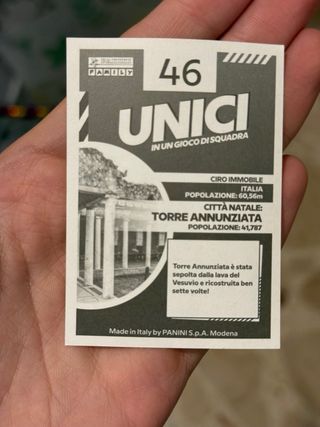 PANINI
FAMILY
46
UNICI
IN UN GIOCO DI SQUADRA
CIRO IMMOBILE
ITALIA
POPOLAZIONE: 60,56m
CITTÀ NATALE:
TORRE ANNUNZIATA
POPOLAZIONE: 41,787
Torre Annunziata è stata
sepolta dalla lava del
Vesuvio e ricostruita ben
sette volte!
Made in Italy by PANINI S.p.A. Modena